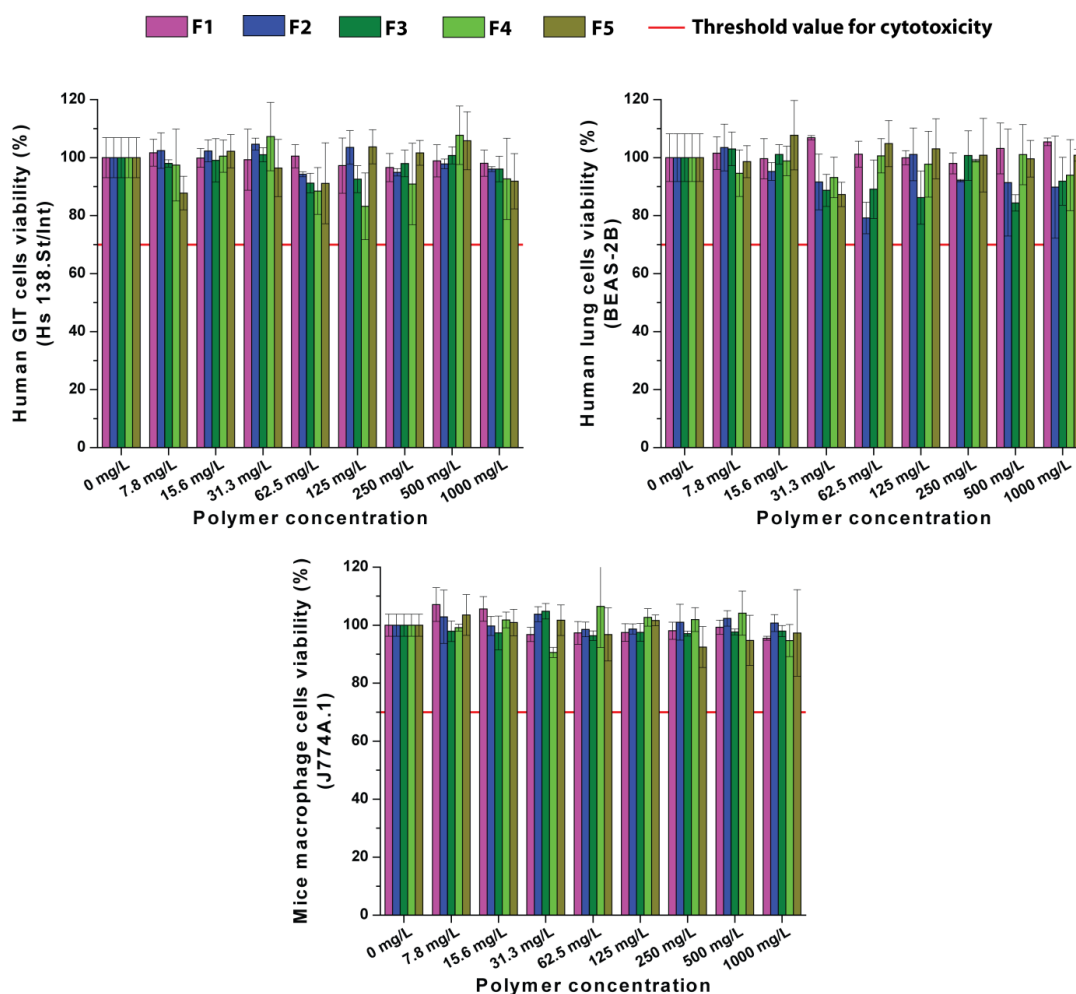 F1 F2 F3 F4 F5 Threshold value for cytotoxicity
Human GIT cells viability (%)
(Hs 138.St/Int)
120
100
80
60
40
20
0
0 mg/L 7.8 mg/L 15.6 mg/L 31.3 mg/L 62.5 mg/L 125 mg/L 250 mg/L 500 mg/L 1000 mg/L
Polymer concentration
Human lung cells viability (%)
(BEAS-2B)
120
100
80
60
40
20
0
0 mg/L 7.8 mg/L 15.6 mg/L 31.3 mg/L 62.5 mg/L 125 mg/L 250 mg/L 500 mg/L 1000 mg/L
Polymer concentration
Mice macrophage cells viability (%)
(J774A.1)
120
100
80
60
40
20
0
0 mg/L 7.8 mg/L 15.6 mg/L 31.3 mg/L 62.5 mg/L 125 mg/L 250 mg/L 500 mg/L 1000 mg/L
Polymer concentration